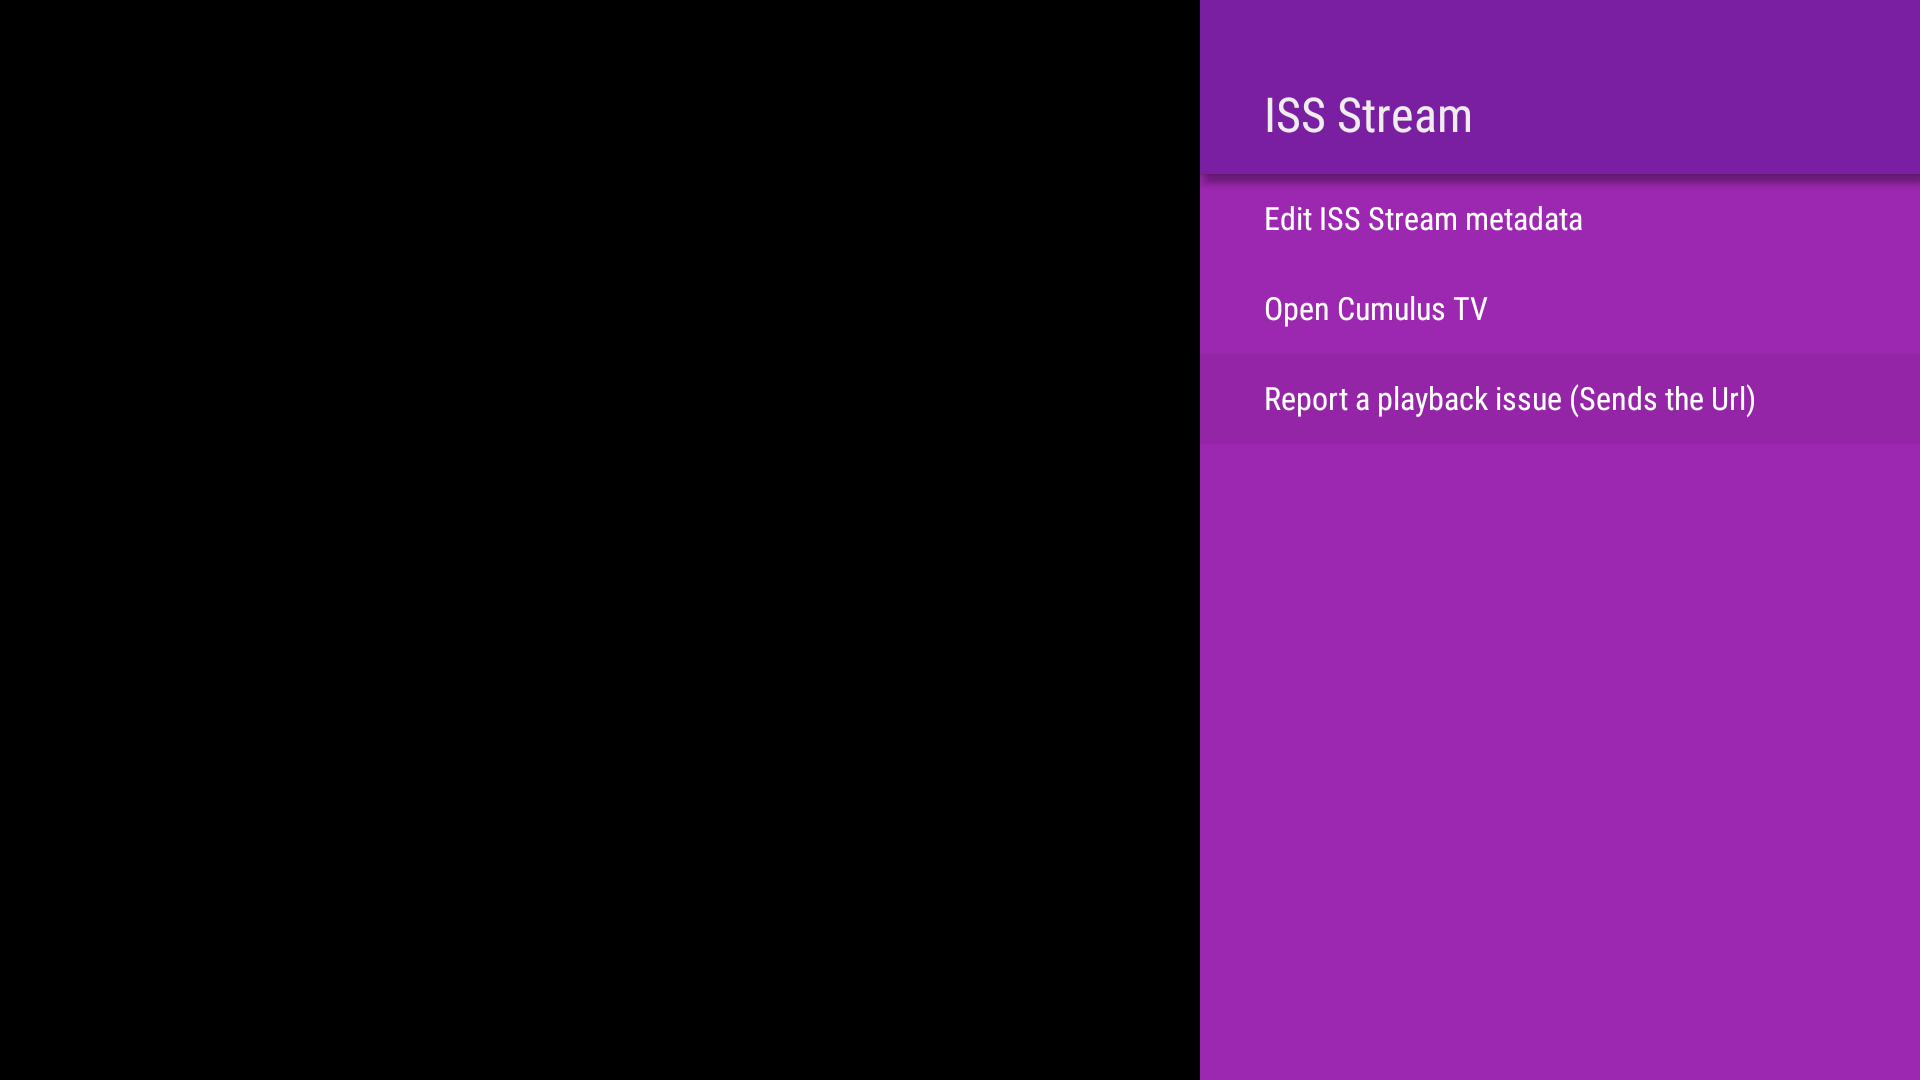 ISS Stream
Edit ISS Stream metadata
Open Cumulus TV
Report a playback issue (Sends the Url)